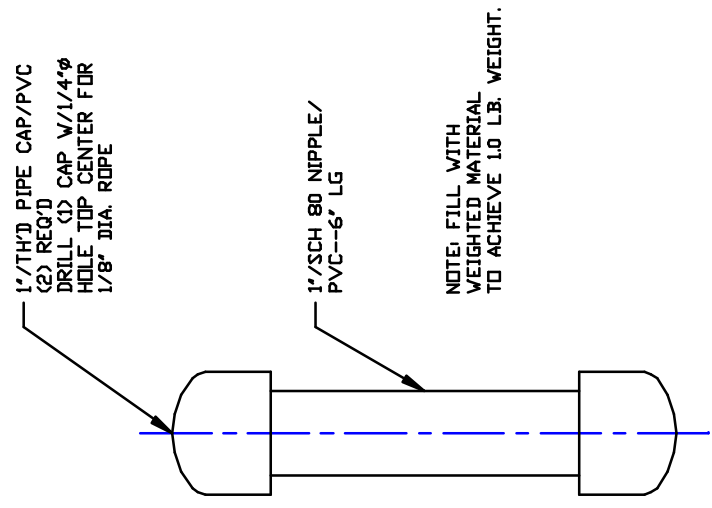 1"/TH'D PIPE CAP/PVC
(2) REQ'D
DRILL (1) CAP W/1/4"ø
HOLE TOP CENTER FOR
1/8" DIA. ROPE
1"/SCH 80 NIPPLE/
PVC--6" LG
NOTE: FILL WITH
WEIGHTED MATERIAL
TO ACHIEVE 1.0 LB. WEIGHT.